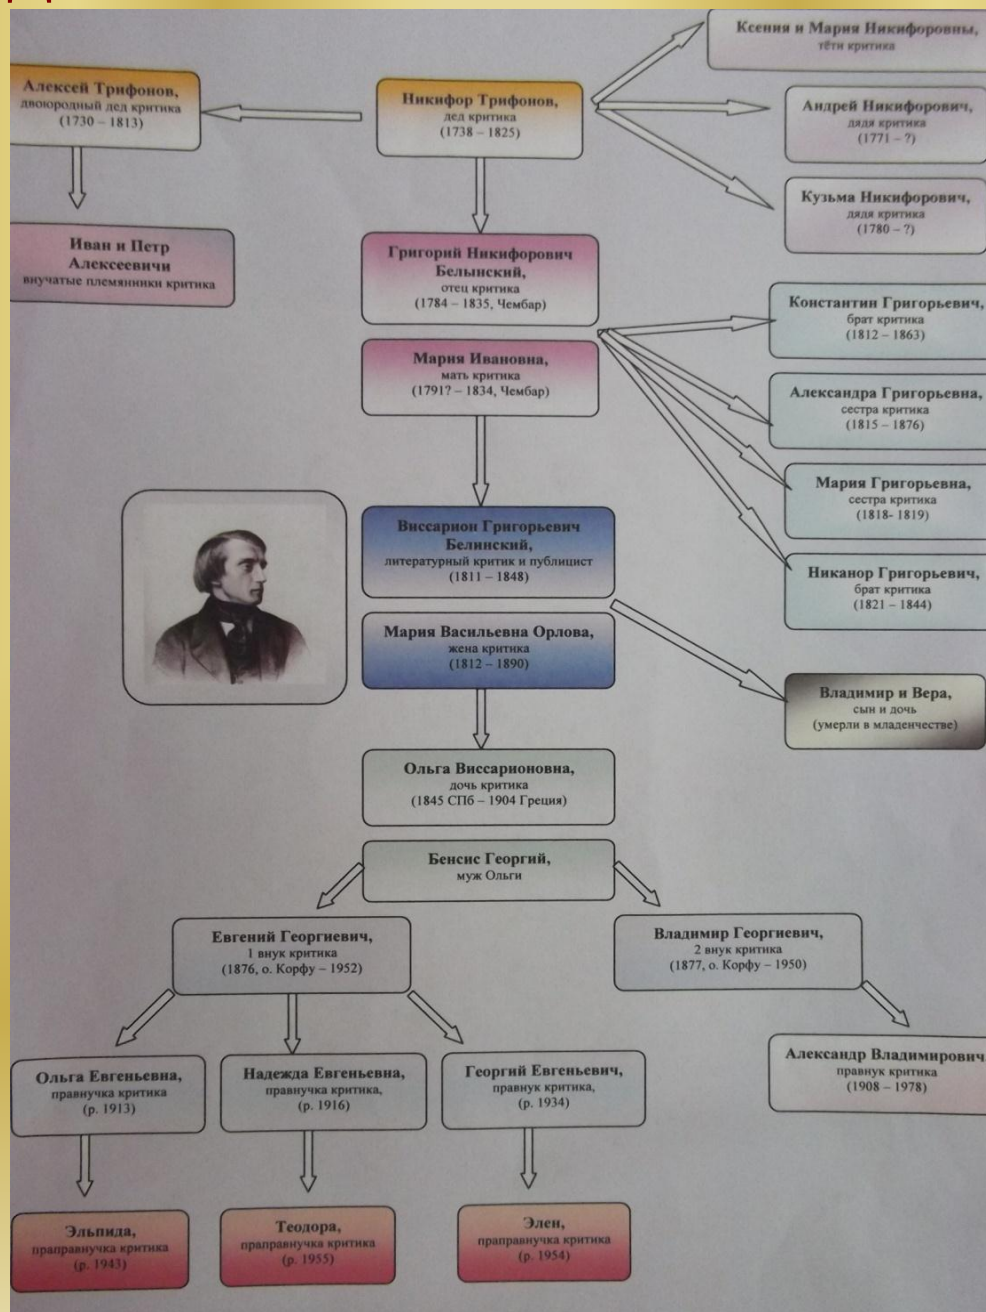 Ксения и Мария Никифоровны,
тёти критика
Алексей Трифонов,
двоюродный дед критика
(1730 – 1813)
Никифор Трифонов,
дед критика
(1738 – 1825)
Андрей Никифорович,
дядя критика
(1771 – ?)
Кузьма Никифорович,
дядя критика
(1780 – ?)
Иван и Петр
Алексеевичи
внучатые племянники критика
Григорий Никифорович
Белынский,
отец критика
(1784 – 1835, Чембар)
Мария Ивановна,
мать критика
(1791? – 1834, Чембар)
Константин Григорьевич,
брат критика
(1812 – 1863)
Александра Григорьевна,
сестра критика
(1815 – 1876)
Мария Григорьевна,
сестра критика
(1818- 1819)
Никанор Григорьевич,
брат критика
(1821 – 1844)
Виссарион Григорьевич
Белинский,
литературный критик и публицист
(1811 – 1848)
Мария Васильевна Орлова,
жена критика
(1812 – 1890)
Владимир и Вера,
сын и дочь
(умерли в младенчестве)
Ольга Виссарионовна,
дочь критика
(1845 СПб – 1904 Греция)
Бенсис Георгий,
муж Ольги
Евгений Георгиевич,
1 внук критика
(1876, о. Корфу – 1952)
Владимир Георгиевич,
2 внук критика
(1877, о. Корфу – 1950)
Ольга Евгеньевна,
правнучка критика
(р. 1913)
Надежда Евгеньевна,
правнучка критика,
(р. 1916)
Георгий Евгеньевич,
правнук критика,
(р. 1934)
Александр Владимирович
правнук критика
(1908 – 1978)
Эльпида,
праправнучка критика
(р. 1943)
Теодора,
праправнучка критика
(р. 1955)
Элен,
праправнучка критика
(р. 1954)